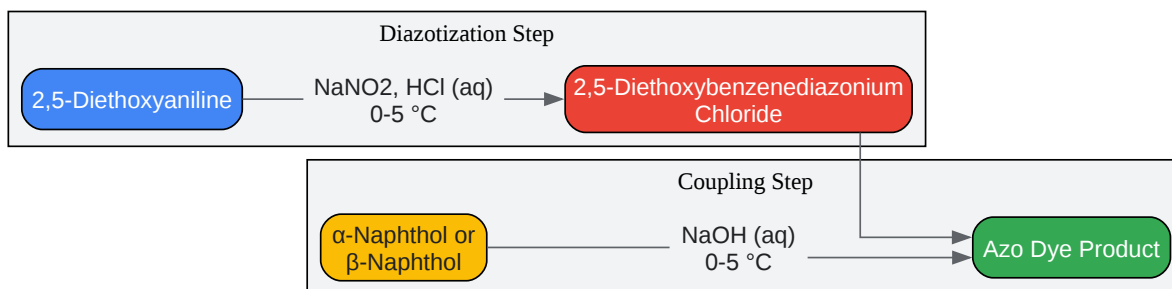 Diazotization Step
2,5-Diethoxyaniline
NaNO2, HCl (aq)
0-5 °C
2,5-Diethoxybenzenediazonium
Chloride
Coupling Step
α-Naphthol or
β-Naphthol
NaOH (aq)
0-5 °C
Azo Dye Product